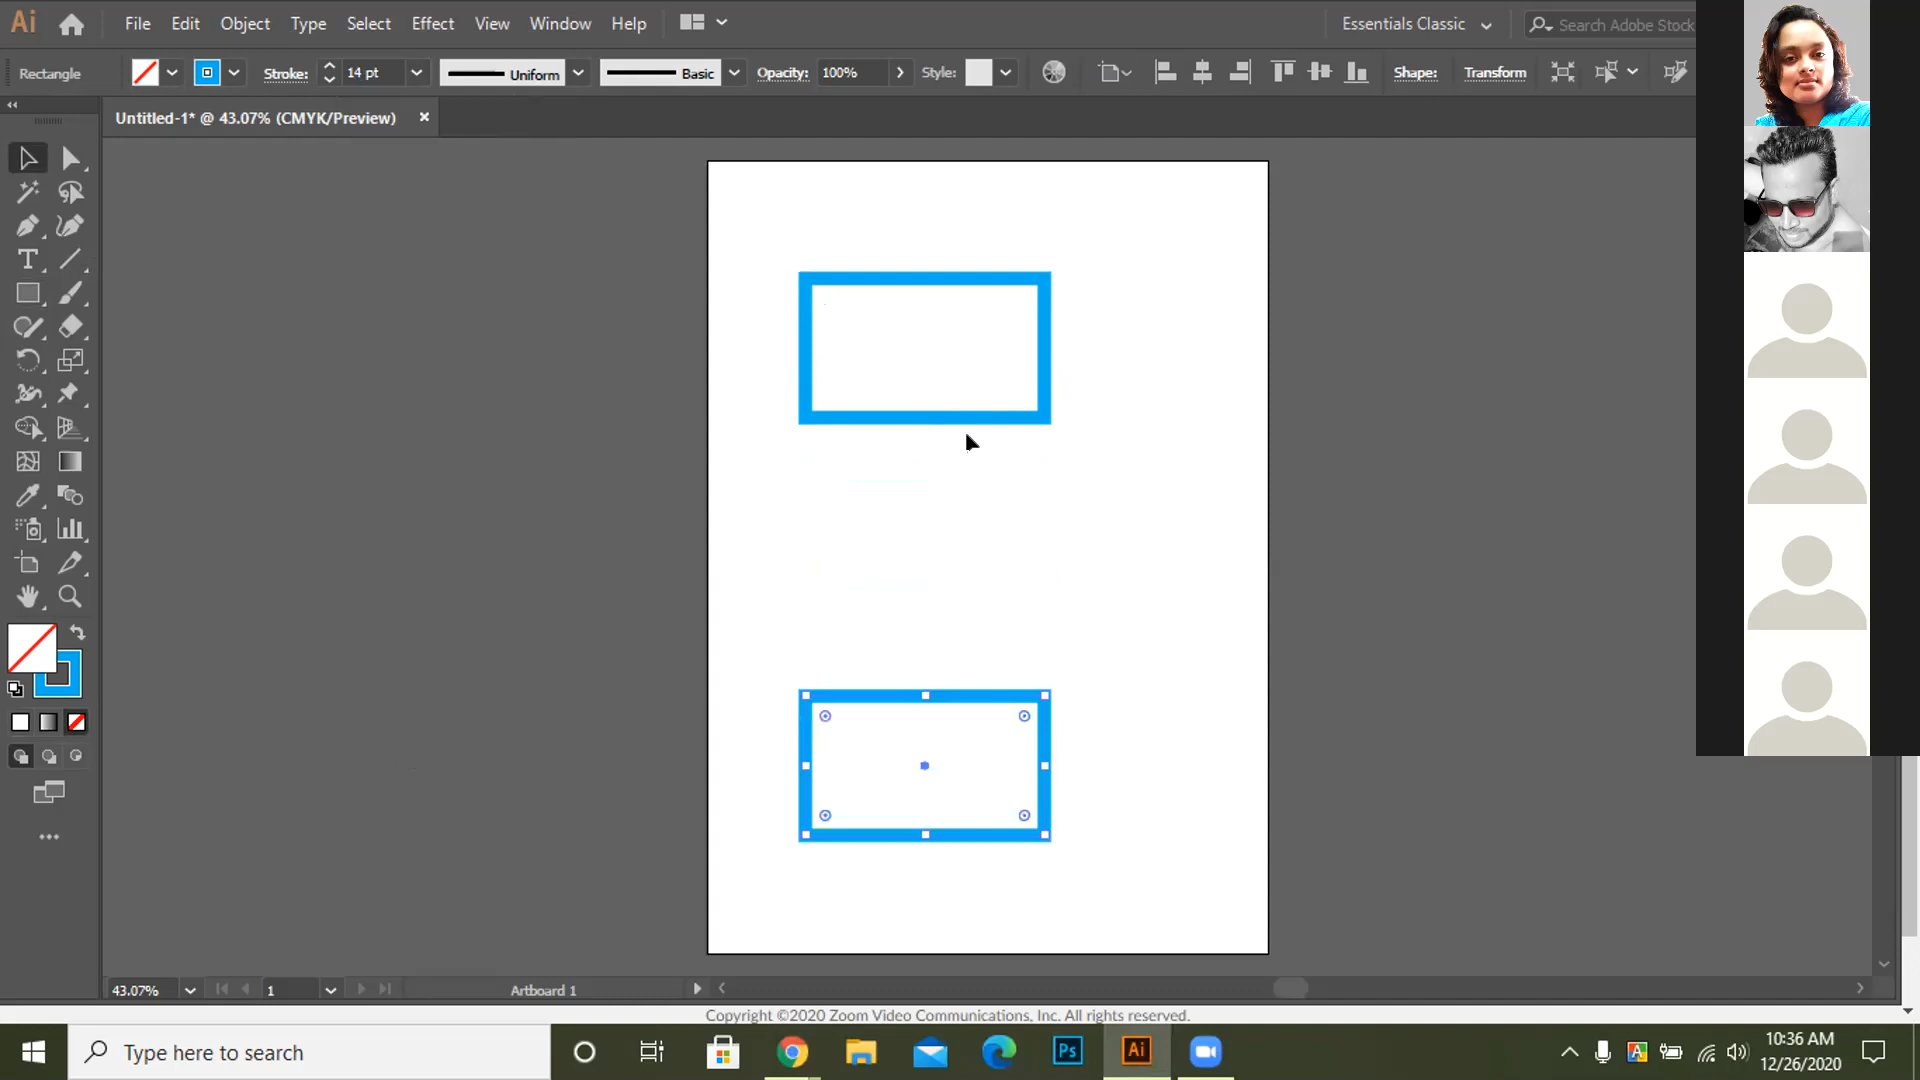 Ai File Edit Object Type Select Effect View Window Help Essentials Classic Search Adobe Stock
Rectangle Stroke: 14 pt Uniform Basic Opacity: 100% Style: Shape: Transform
Untitled-1* @ 43.07% (CMYK/Preview) ×
T
43.07% 1 Artboard 1
Copyright ©2020 Zoom Video Communications, Inc. All rights reserved.
Type here to search Ps Ai A 10:36 AM
12/26/2020